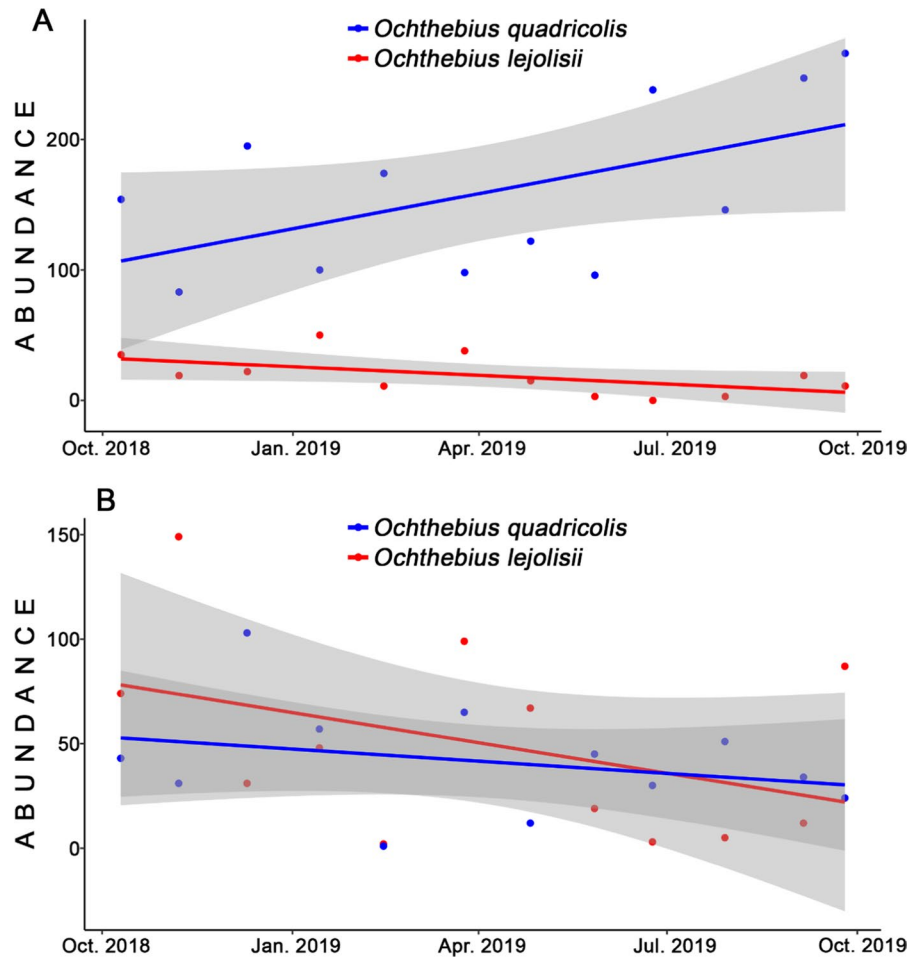 A
Ochthebius quadricolis
Ochthebius lejolisii
ABUNDANCE
200
100
0
Oct. 2018 Jan. 2019 Apr. 2019 Jul. 2019 Oct. 2019
B
Ochthebius quadricolis
Ochthebius lejolisii
ABUNDANCE
150
100
50
0
Oct. 2018 Jan. 2019 Apr. 2019 Jul. 2019 Oct. 2019